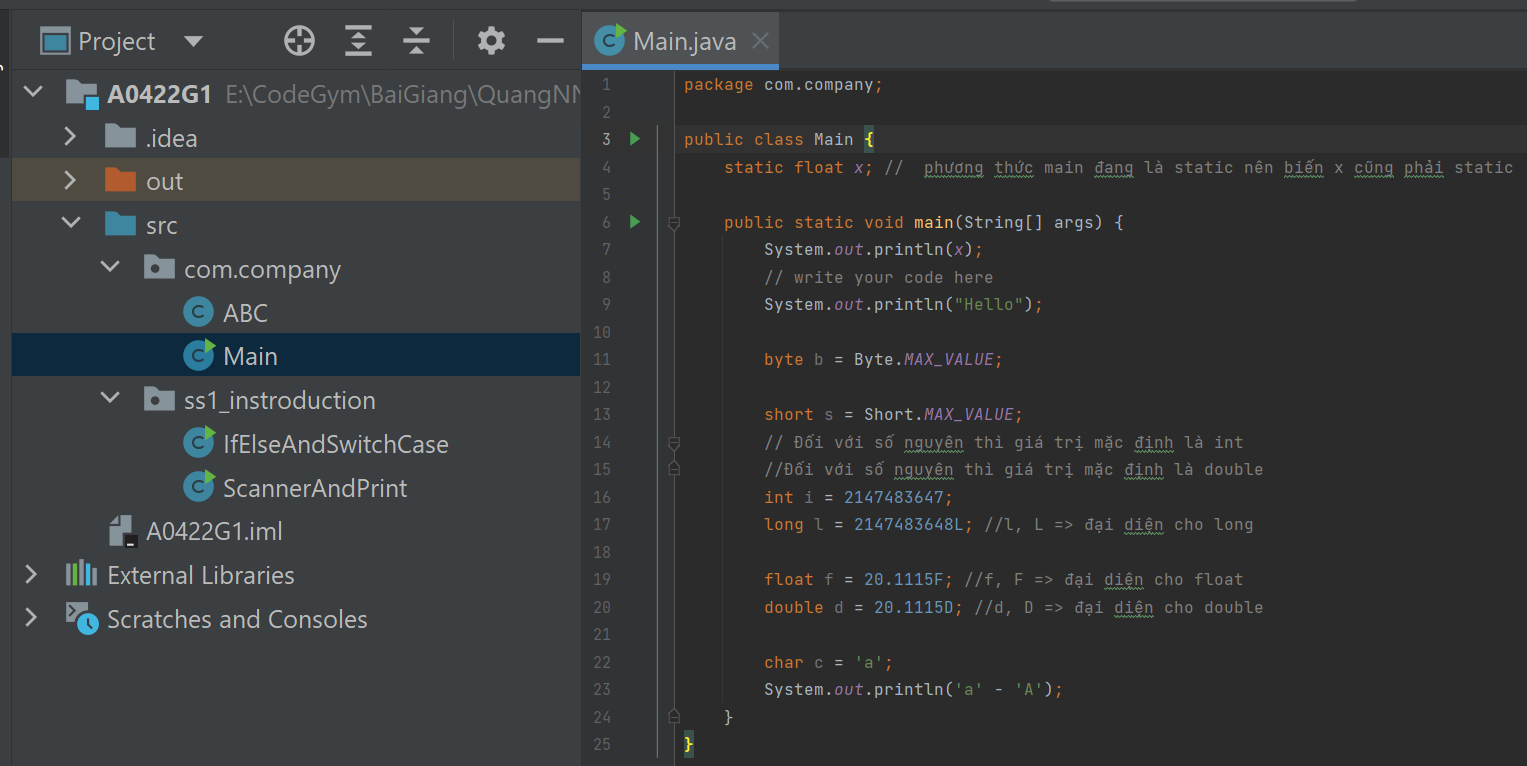 Project
A0422G1 E:\CodeGym\BaiGiang\QuangNN
.idea
out
src
com.company
ABC
Main
ss1_instroduction
IfElseAndSwitchCase
ScannerAndPrint
A0422G1.iml
External Libraries
Scratches and Consoles
Main.java
1 package com.company;
2
3 public class Main {
4 static float x; // phương thức main đang là static nên biến x cũng phải static
5
6 public static void main(String[] args) {
7 System.out.println(x);
8 // write your code here
9 System.out.println("Hello");
10
11 byte b = Byte.MAX_VALUE;
12
13 short s = Short.MAX_VALUE;
14 // Đối với số nguyên thì giá trị mặc định là int
15 //Đối với số nguyên thì giá trị mặc định là double
16 int i = 2147483647;
17 long l = 2147483648L; //l, L => đại diện cho long
18
19 float f = 20.1115F; //f, F => đại diện cho float
20 double d = 20.1115D; //d, D => đại diện cho double
21
22 char c = 'a';
23 System.out.println('a' - 'A');
24 }
25 }